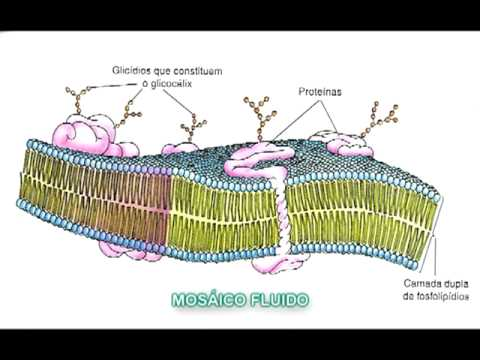 Glicídios que constituem
o glicocálix
Proteínas
Camada dupla
de fosfolipídios
MOSÁICO FLUIDO